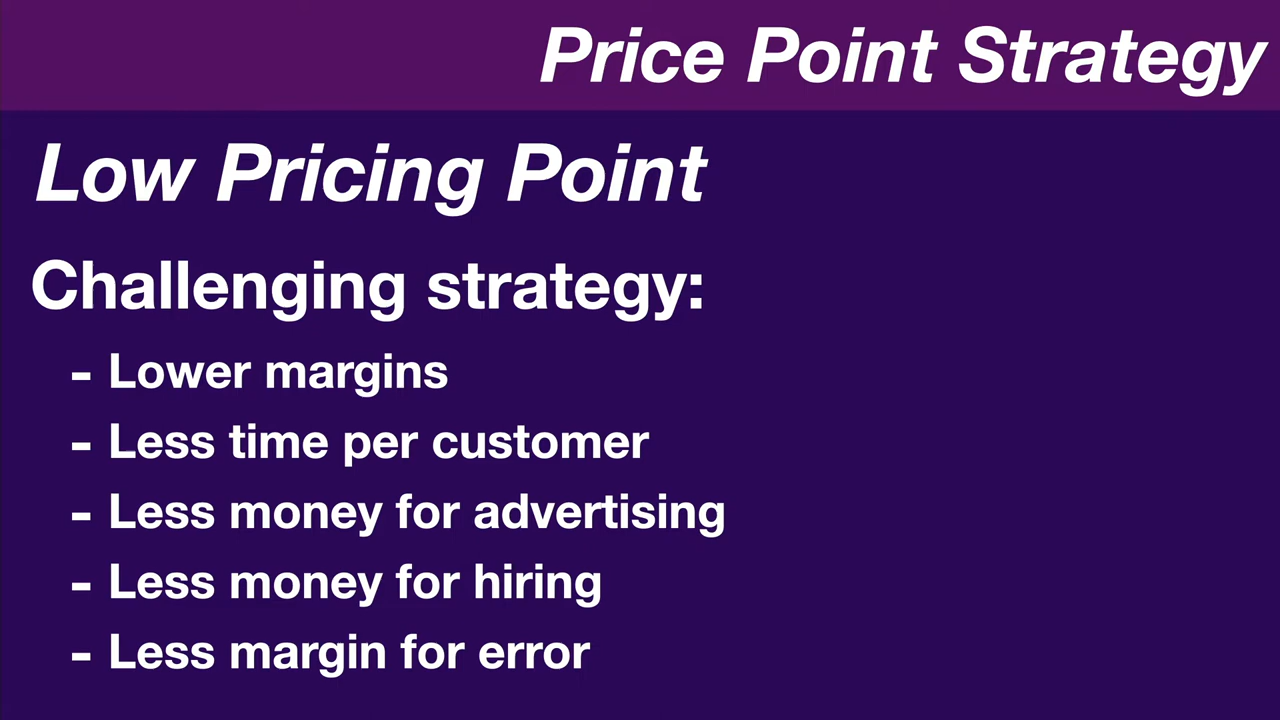 Price Point Strategy
Low Pricing Point
Challenging strategy:
- Lower margins
- Less time per customer
- Less money for advertising
- Less money for hiring
- Less margin for error